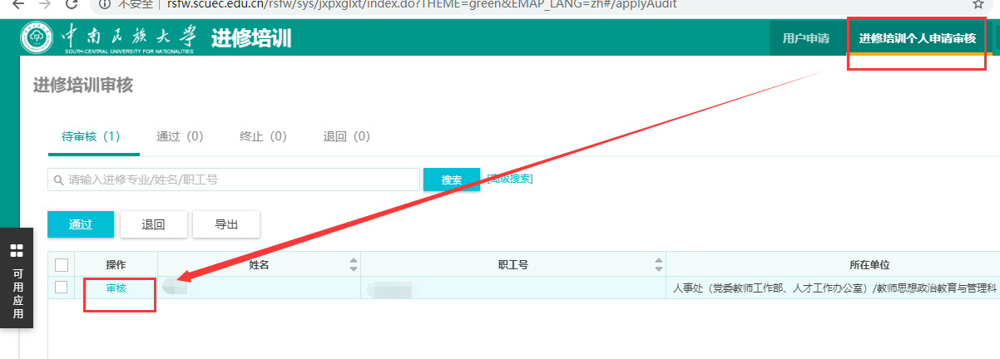 不安全 | rsfw.scuec.edu.cn/rsfw/sys/jxpxglxt/index.do?THEME=green&EMAP_LANG=zh#/applyAudit
中南民族大学 进修培训 用户申请 进修培训个人申请审核
SOUTH-CENTRAL UNIVERSITY FOR NATIONALITIES
进修培训审核
待审核（1） 通过（0） 终止（0） 退回（0）
请输入进修专业/姓名/职工号 搜索 [高级搜索]
通过 退回 导出
操作 姓名 职工号 所在单位
审核 人事处（党委教师工作部、人才工作办公室）/教师思想政治教育与管理科
可用应用